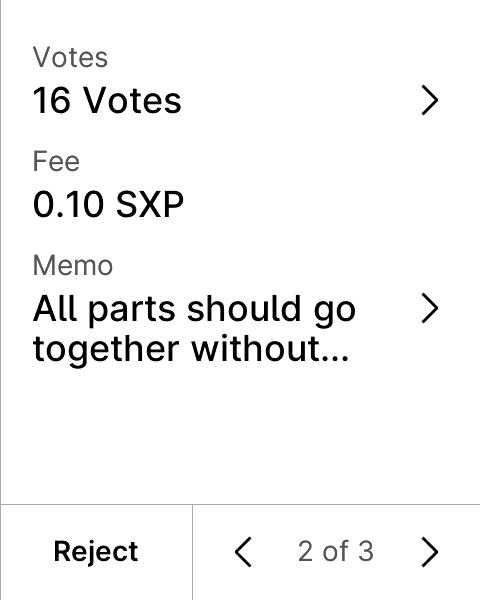 Votes
16 Votes
Fee
0.10 SXP
Memo
All parts should go
together without...
Reject
2 of 3